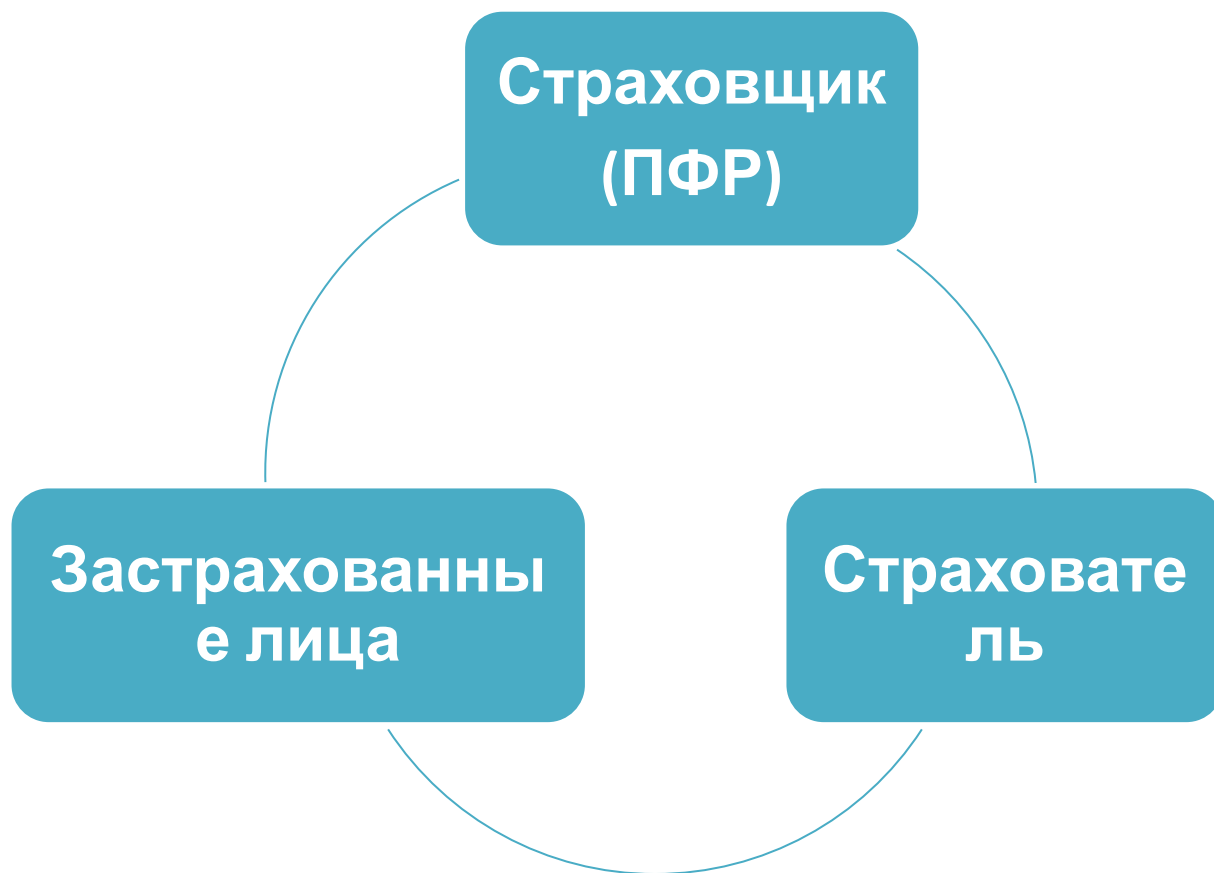 Страховщик
(ПФР)
Застрахованны
е лица
Страховате
ль